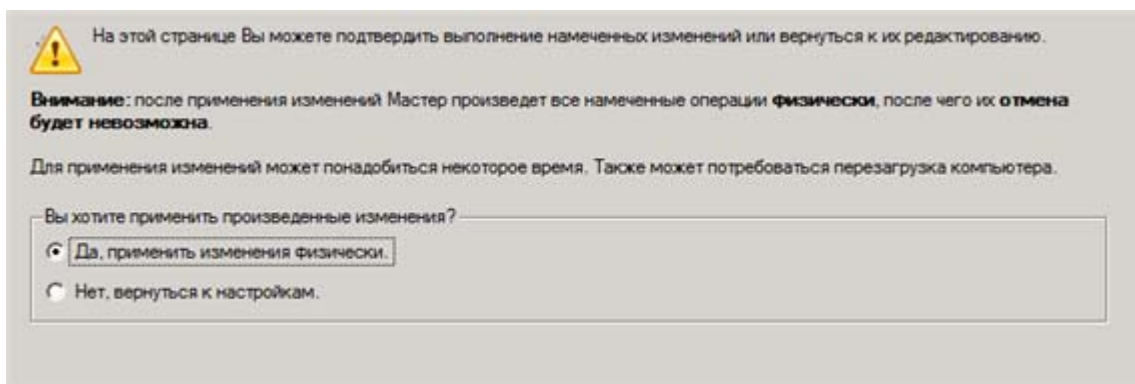 На этой странице Вы можете подтвердить выполнение намеченных изменений или вернуться к их редактированию.
Внимание: после применения изменений Мастер произведет все намеченные операции физически, после чего их отмена
будет невозможна.
Для применения изменений может понадобиться некоторое время. Также может потребоваться перезагрузка компьютера.
Вы хотите применить произведенные изменения?
Да, применить изменения физически.
Нет, вернуться к настройкам.